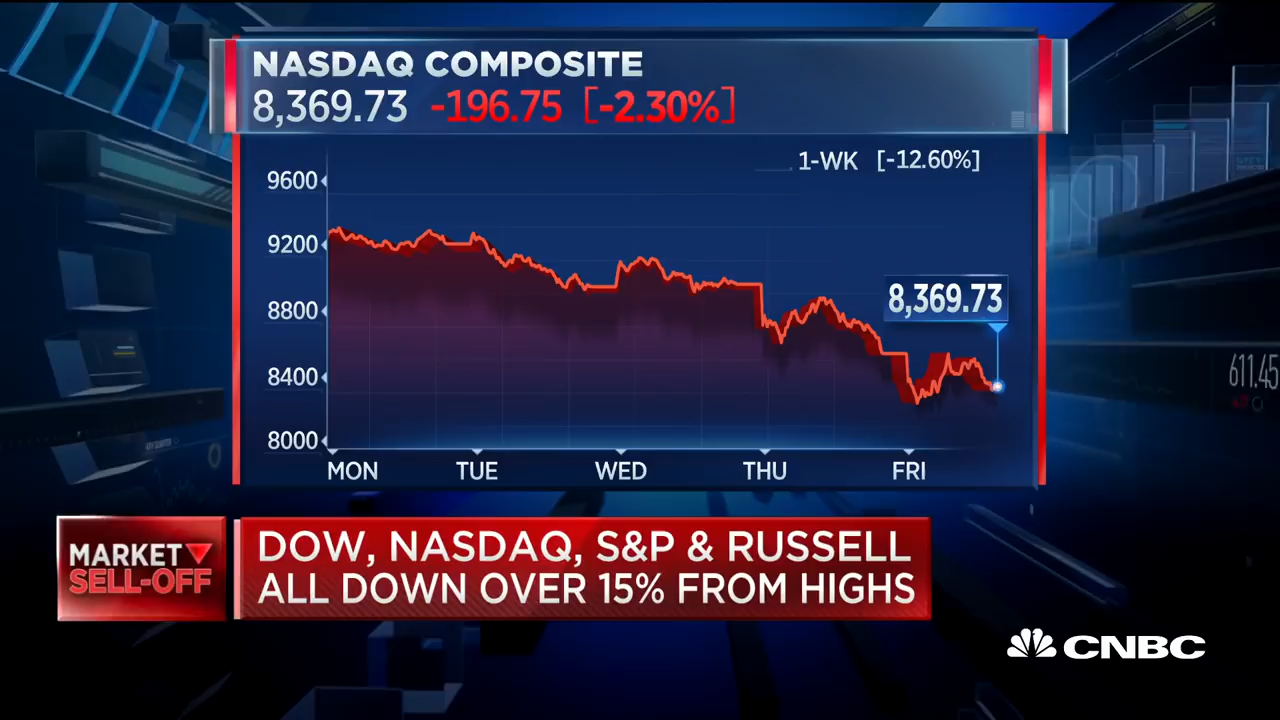 NASDAQ COMPOSITE
8,369.73 -196.75 [-2.30%]
1-WK [-12.60%]
9600
9200
8800
8400
8000
8,369.73
MON TUE WED THU FRI
611.45
MARKET
SELL-OFF
DOW, NASDAQ, S&P & RUSSELL
ALL DOWN OVER 15% FROM HIGHS
CNBC